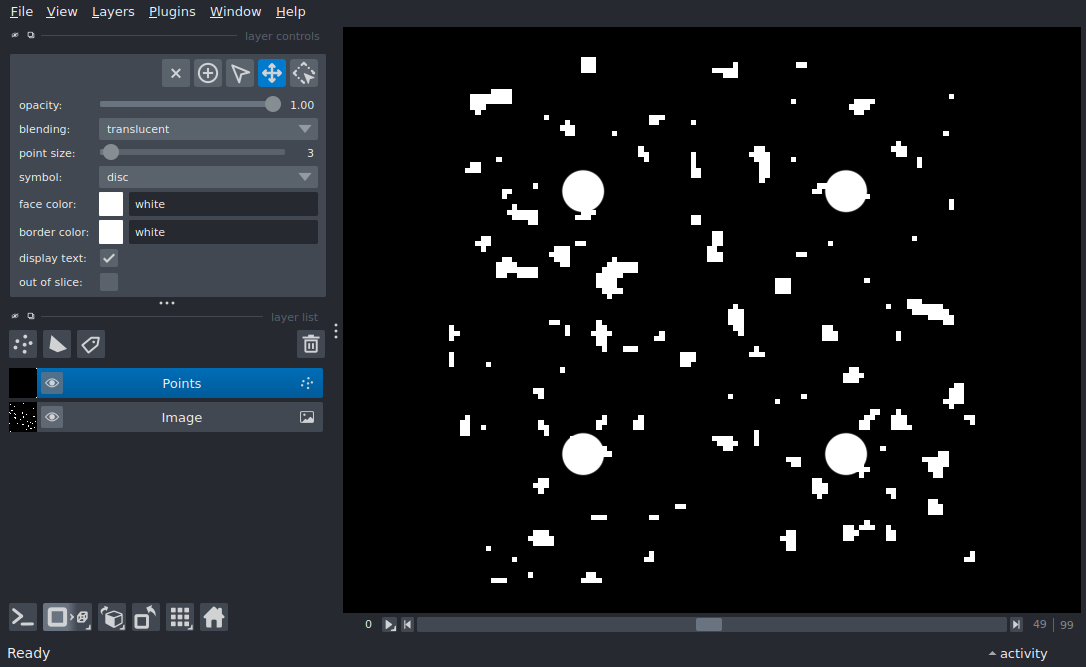 File View Layers Plugins Window Help
layer controls
opacity: 1.00
blending: translucent
point size: 3
symbol: disc
face color: white
border color: white
display text:
out of slice:
layer list
Points
Image
0 49 99
Ready activity